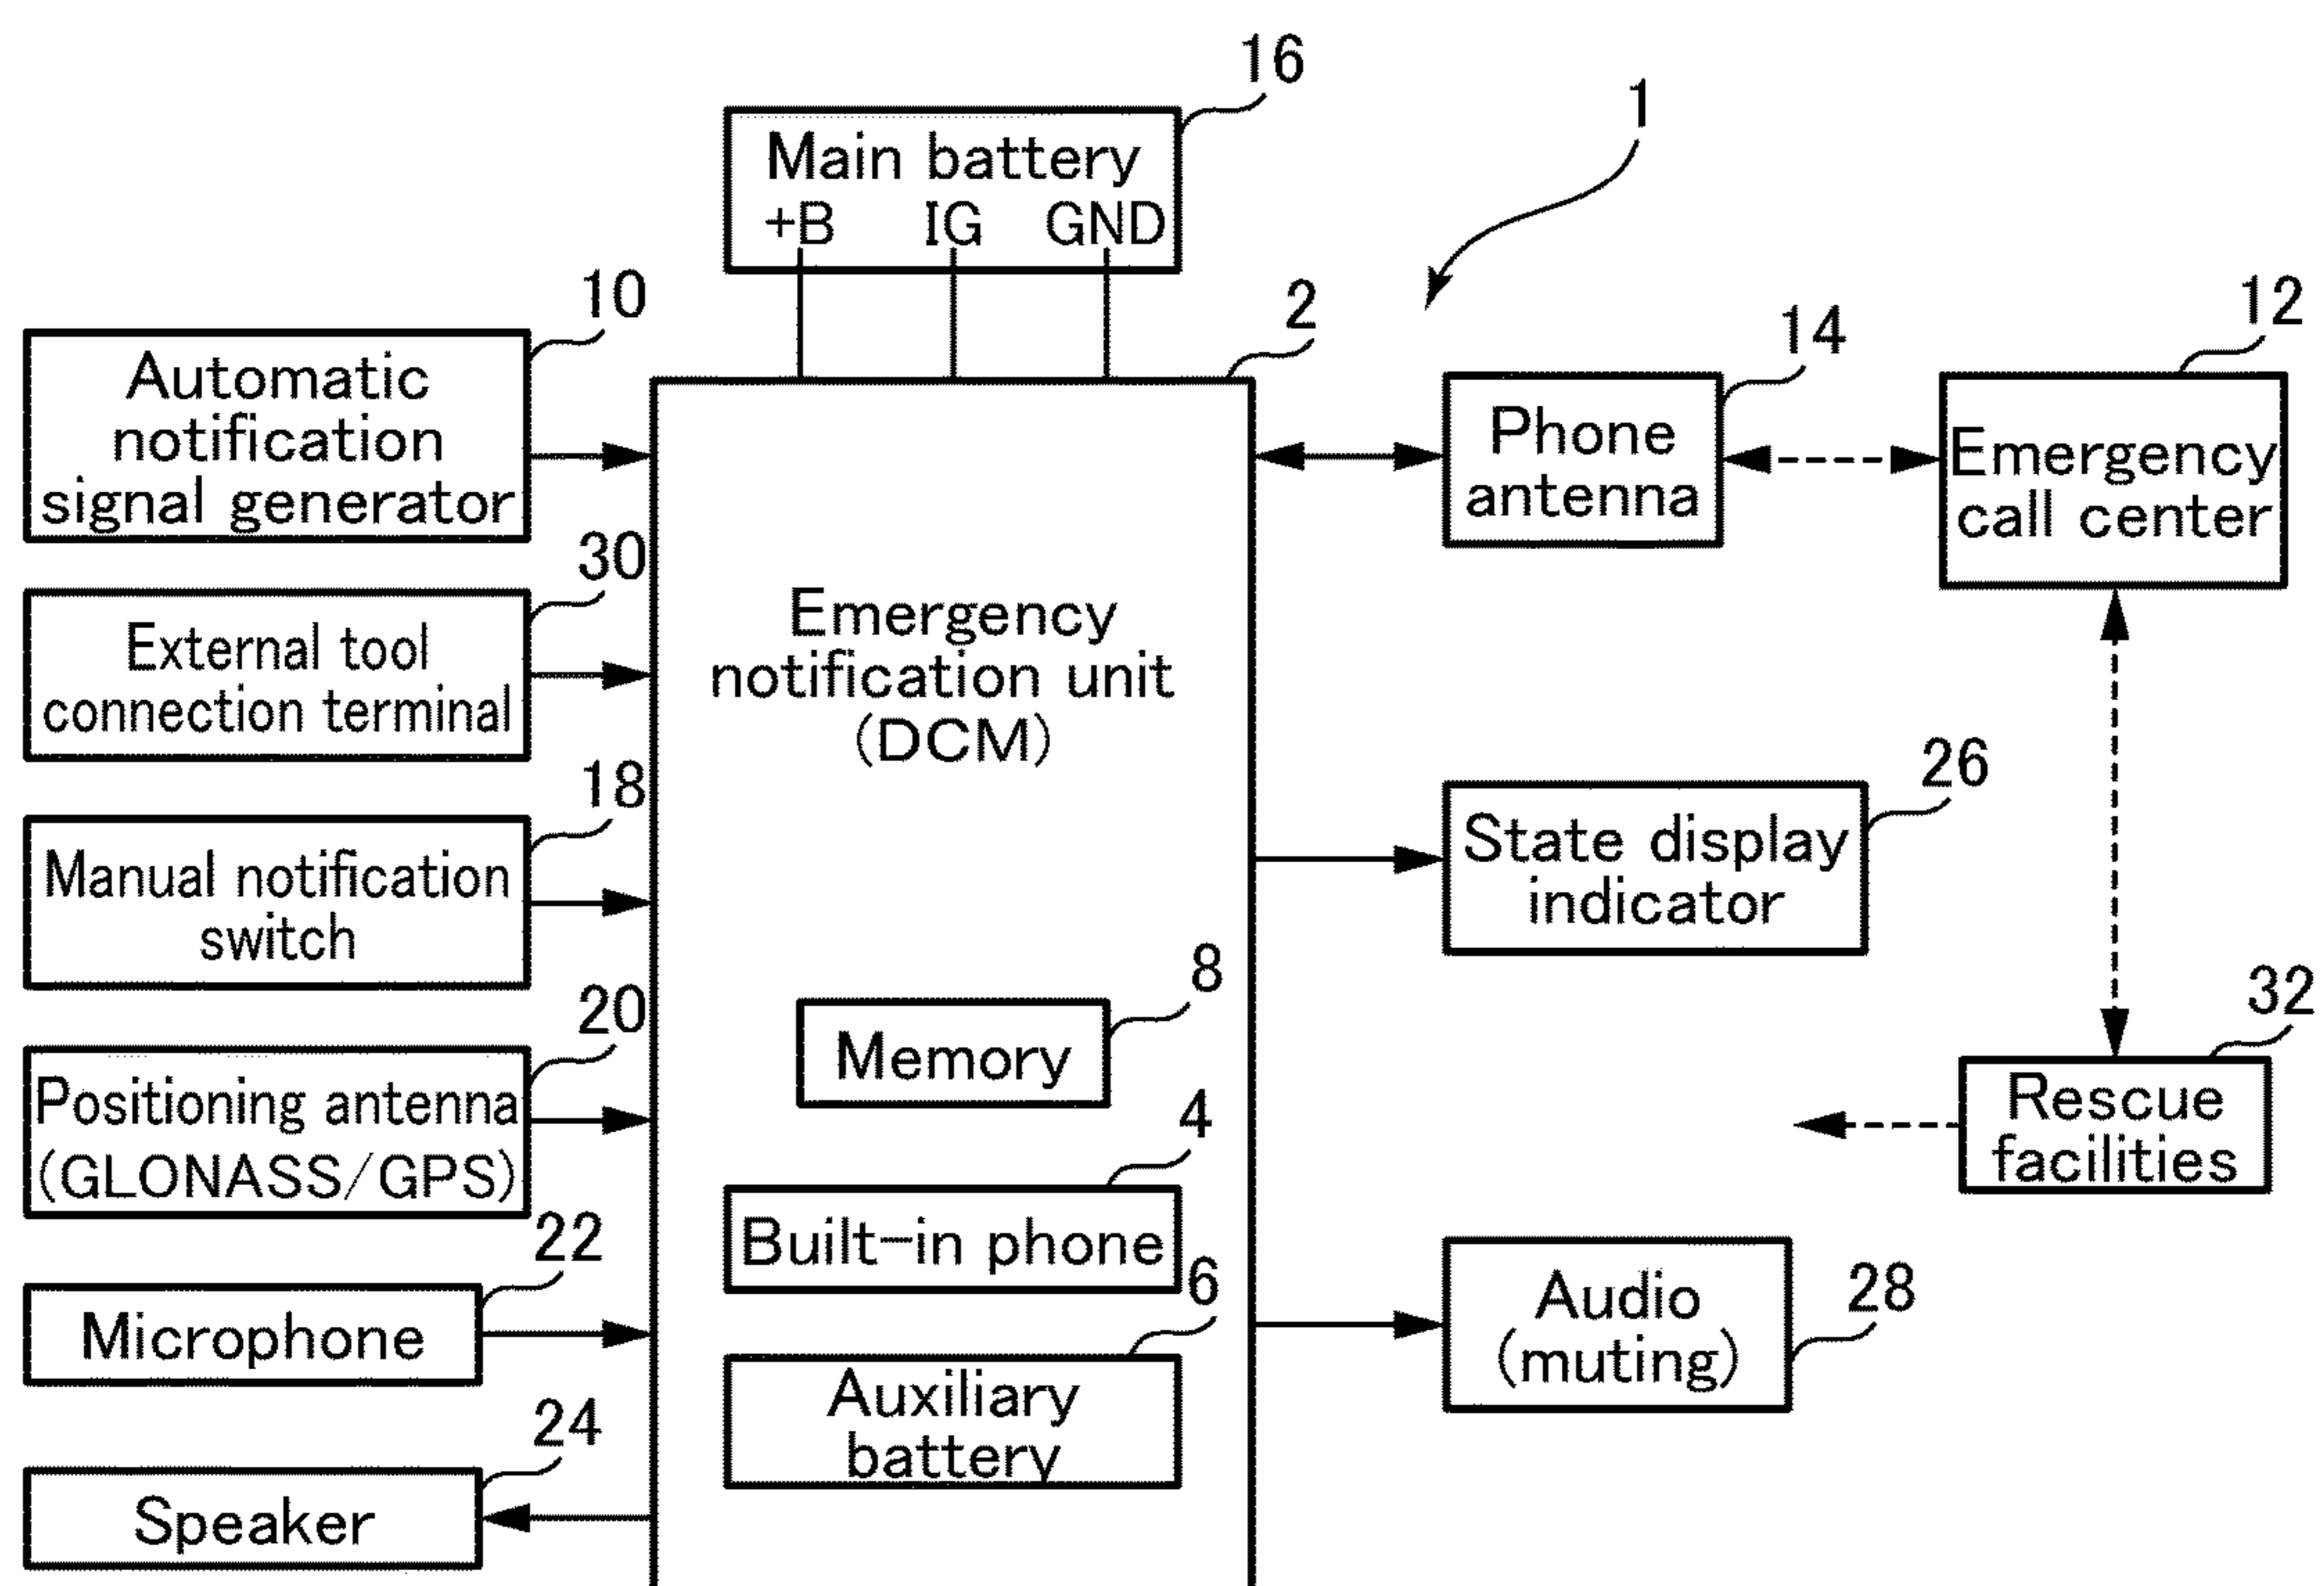 16
Main battery
+B IG GND
1
10
Automatic
notification
signal generator
2
14
Phone
antenna
12
Emergency
call center
30
External tool
connection terminal
Emergency
notification unit
(DCM)
18
Manual notification
switch
26
State display
indicator
20
Positioning antenna
(GLONASS/GPS)
8
Memory
32
Rescue
facilities
4
Built-in phone
22
Microphone
6
Auxiliary
battery
28
Audio
(muting)
24
Speaker